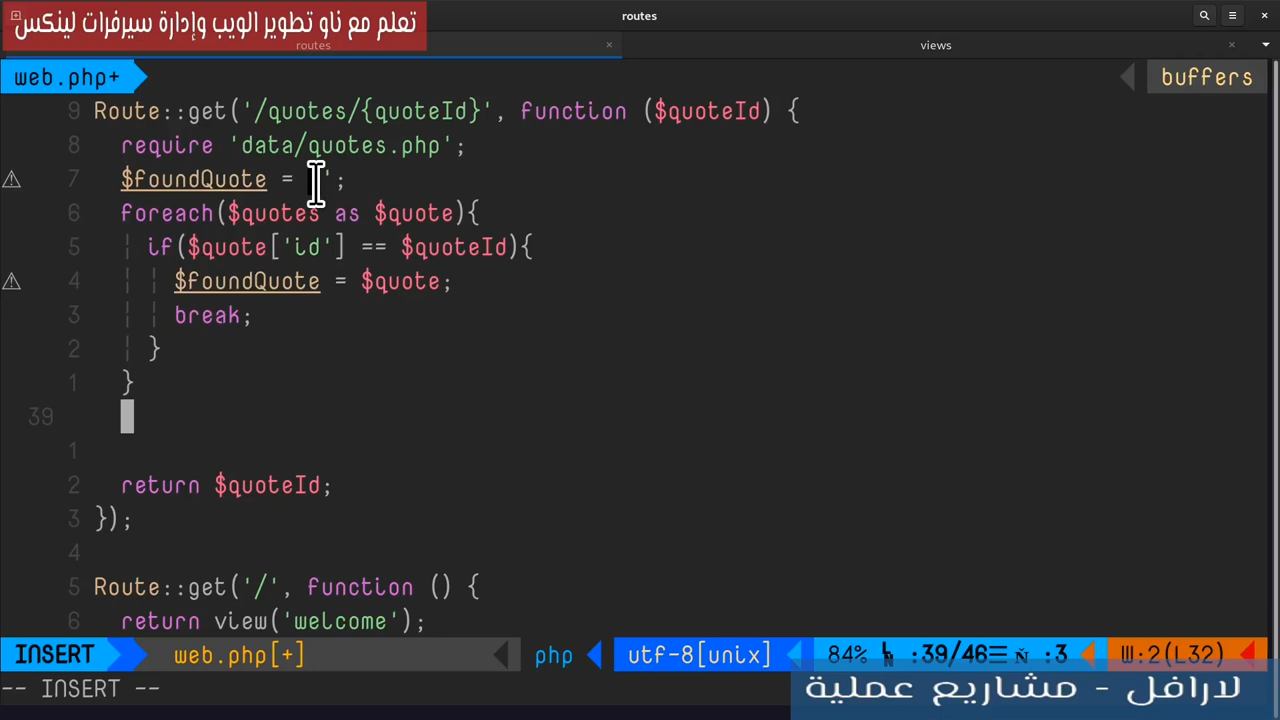 تعلم مع ناو تطوير الويب وإدارة سيرفرات لينكس
routes
routes
views
web.php+
buffers
9 Route::get('/quotes/{quoteId}', function ($quoteId) {
8 require 'data/quotes.php';
7 $foundQuote = ';
6 foreach($quotes as $quote){
5 if($quote['id'] == $quoteId){
4 $foundQuote = $quote;
3 break;
2 }
1 }
39
1
2 return $quoteId;
3 });
4
5 Route::get('/', function () {
6 return view('welcome');
INSERT web.php[+] php utf-8[unix] 84% :39/46 :3 W:2(L32)
-- INSERT --
لارافل - مشاريع عملية